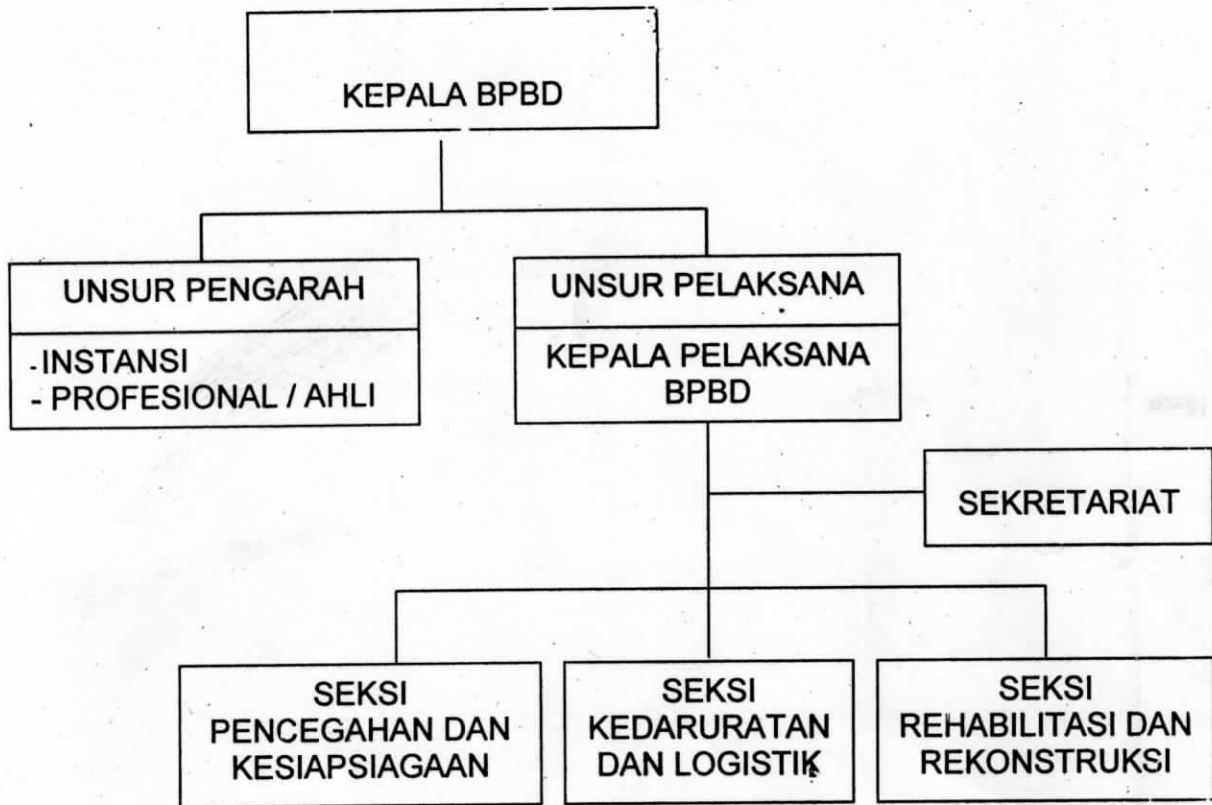 KEPALA BPBD
UNSUR PENGARAH
- INSTANSI
- PROFESIONAL / AHLI
UNSUR PELAKSANA
KEPALA PELAKSANA
BPBD
SEKRETARIAT
SEKSI
PENCEGAHAN DAN
KESIAPSIAGAAN
SEKSI
KEDARURATAN
DAN LOGISTIK
SEKSI
REHABILITASI DAN
REKONSTRUKSI